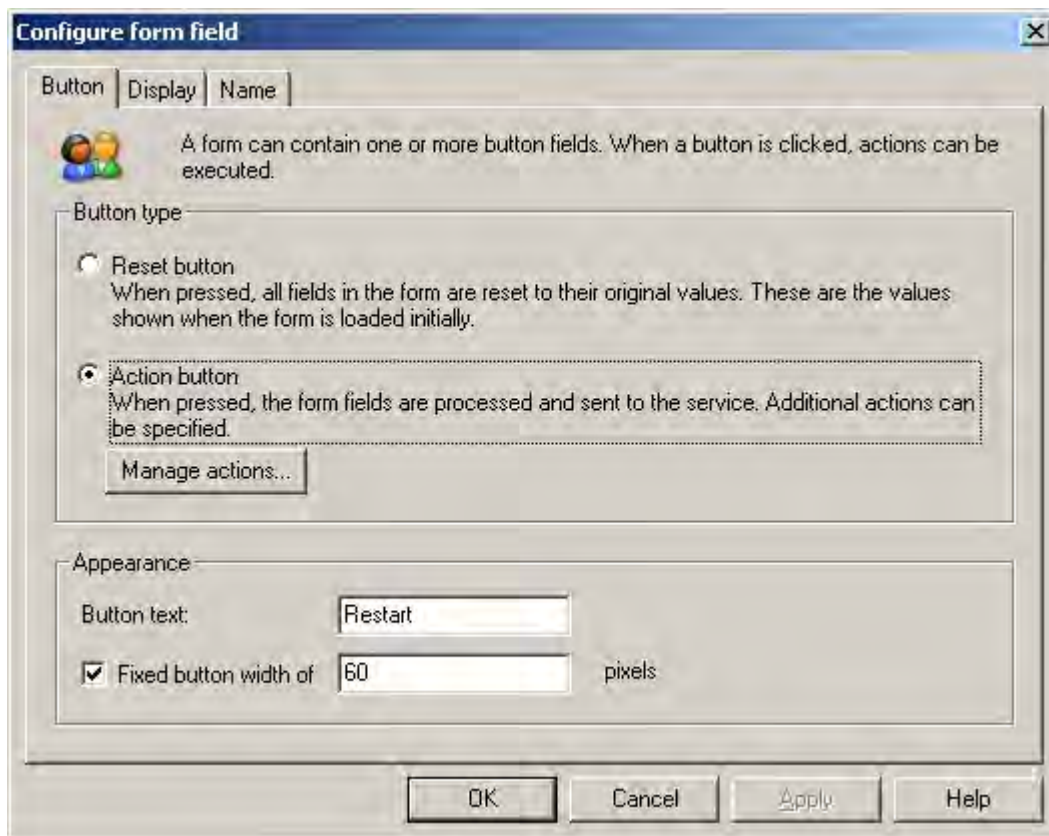 Configure form field
Button Display Name
A form can contain one or more button fields. When a button is clicked, actions can be
executed.
Button type
Reset button
When pressed, all fields in the form are reset to their original values. These are the values
shown when the form is loaded initially.
Action button
When pressed, the form fields are processed and sent to the service. Additional actions can
be specified.
Manage actions...
Appearance
Button text: Restart
Fixed button width of 60 pixels
OK Cancel Apply Help